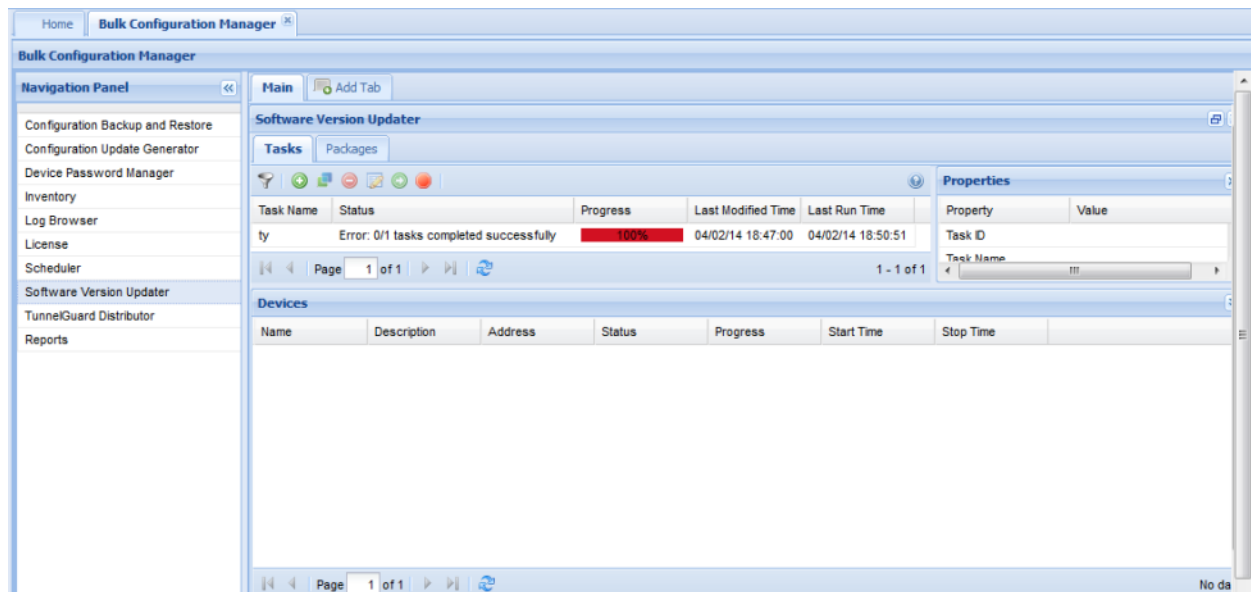 Home Bulk Configuration Manager
Bulk Configuration Manager
Navigation Panel
Configuration Backup and Restore
Configuration Update Generator
Device Password Manager
Inventory
Log Browser
License
Scheduler
Software Version Updater
TunnelGuard Distributor
Reports
Main Add Tab
Software Version Updater
Tasks Packages
Task Name Status Progress Last Modified Time Last Run Time
ty Error: 0/1 tasks completed successfully 100% 04/02/14 18:47:00 04/02/14 18:50:51
Page 1 of 1 1 - 1 of 1
Properties
Property Value
Task ID
Task Name
Devices
Name Description Address Status Progress Start Time Stop Time
Page 1 of 1 No da